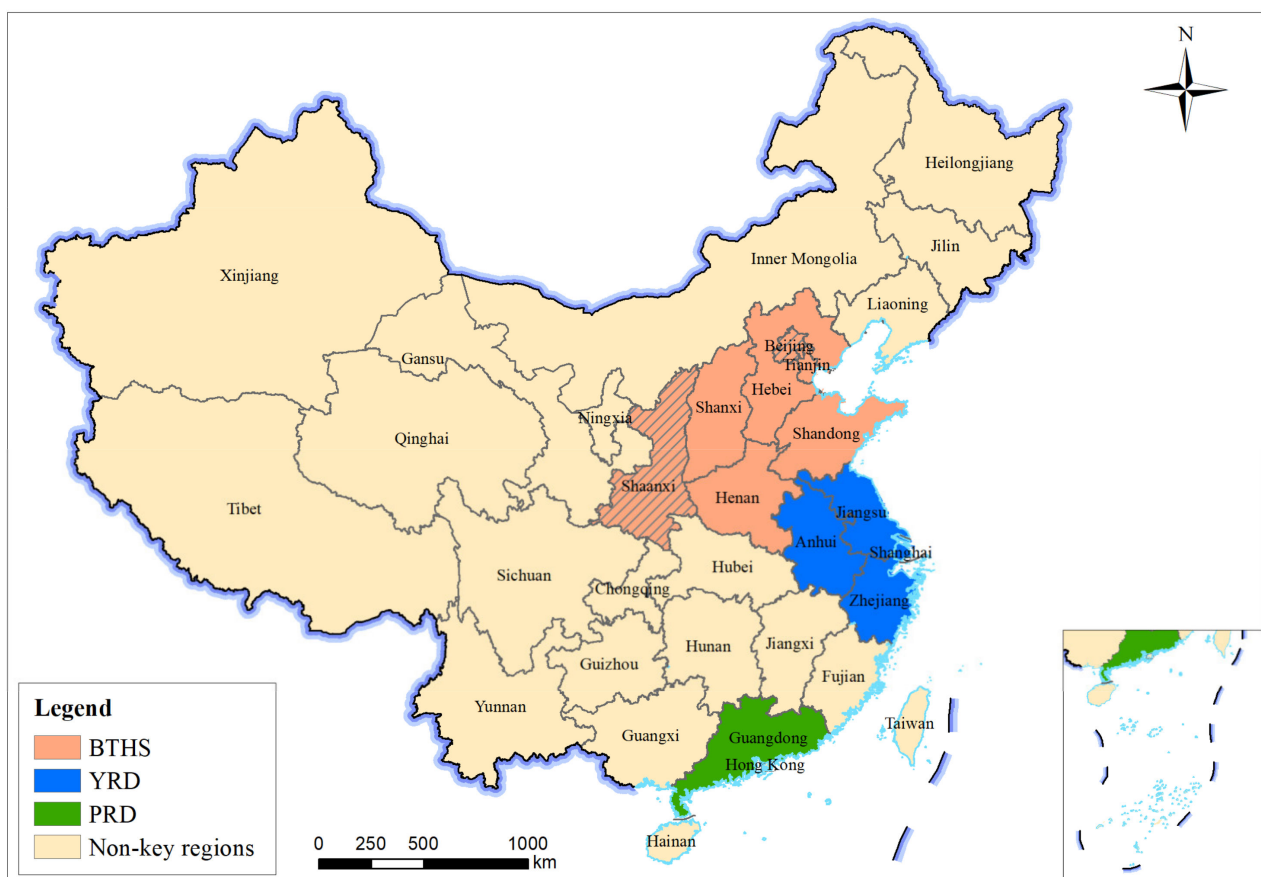 N
Heilongjiang
Jilin
Inner Mongolia
Xinjiang
Liaoning
Beijing
Gansu
Tianjin
Hebei
Shanxi
Ningxia
Shandong
Qinghai
Shaanxi
Henan
Tibet
Jiangsu
Anhui
Shanghai
Hubei
Sichuan
Chongqing
Zhejiang
Hunan
Jiangxi
Guizhou
Fujian
Yunnan
Taiwan
Guangxi
Guangdong
Hong Kong
Hainan
Legend
BTHS
YRD
PRD
Non-key regions
0 250 500 1000
km